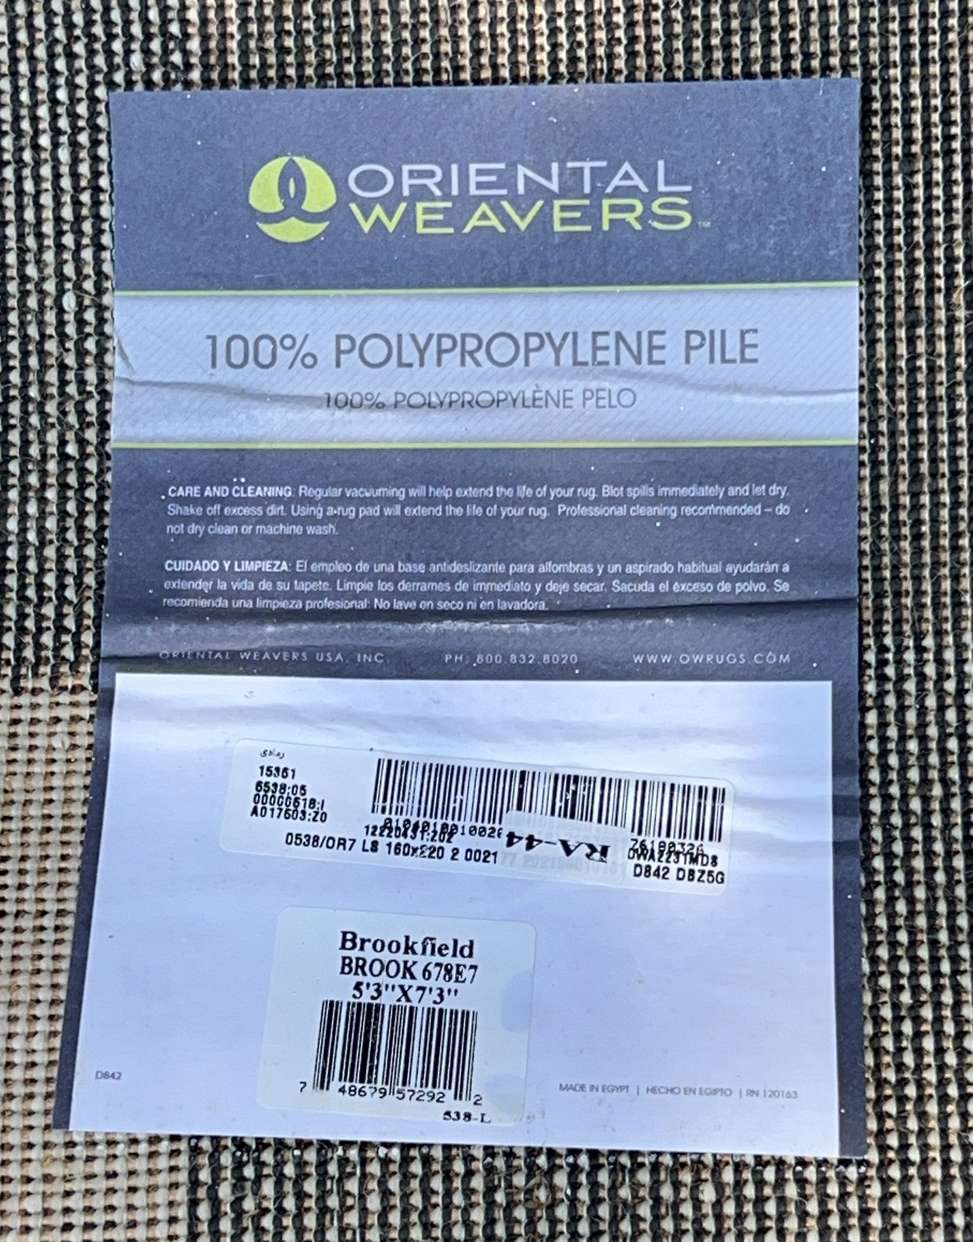 ORIENTAL
WEAVERS™
100% POLYPROPYLENE PILE
100% POLYPROPYLÈNE PELO
CARE AND CLEANING: Regular vacuuming will help extend the life of your rug. Blot spills immediately and let dry.
Shake off excess dirt. Using a rug pad will extend the life of your rug. Professional cleaning recommended – do
not dry clean or machine wash.
CUIDADO Y LIMPIEZA: El empleo de una base antideslizante para alfombras y un aspirado habitual ayudarán a
extender la vida de su tapete. Limpie los derrames de immediato y deje secar. Sacuda el exceso de polvo. Se
recomienda una limpieza profesional: No lave en seco ni en lavadora.
ORIENTAL WEAVERS USA, INC. PH: 800.832.8020 WWW.OWRUGS.COM
15361
6538:05
A017603:Z0
76180326
RA-44
0538/OR7 L8 160x220 2 0021
D842 DBZ5G
Brookfield
BROOK 678E7
5'3"X7'3"
7 48679 57292 2
538-L
D842
MADE IN EGYPT | HECHO EN EGIPTO | RN 120163